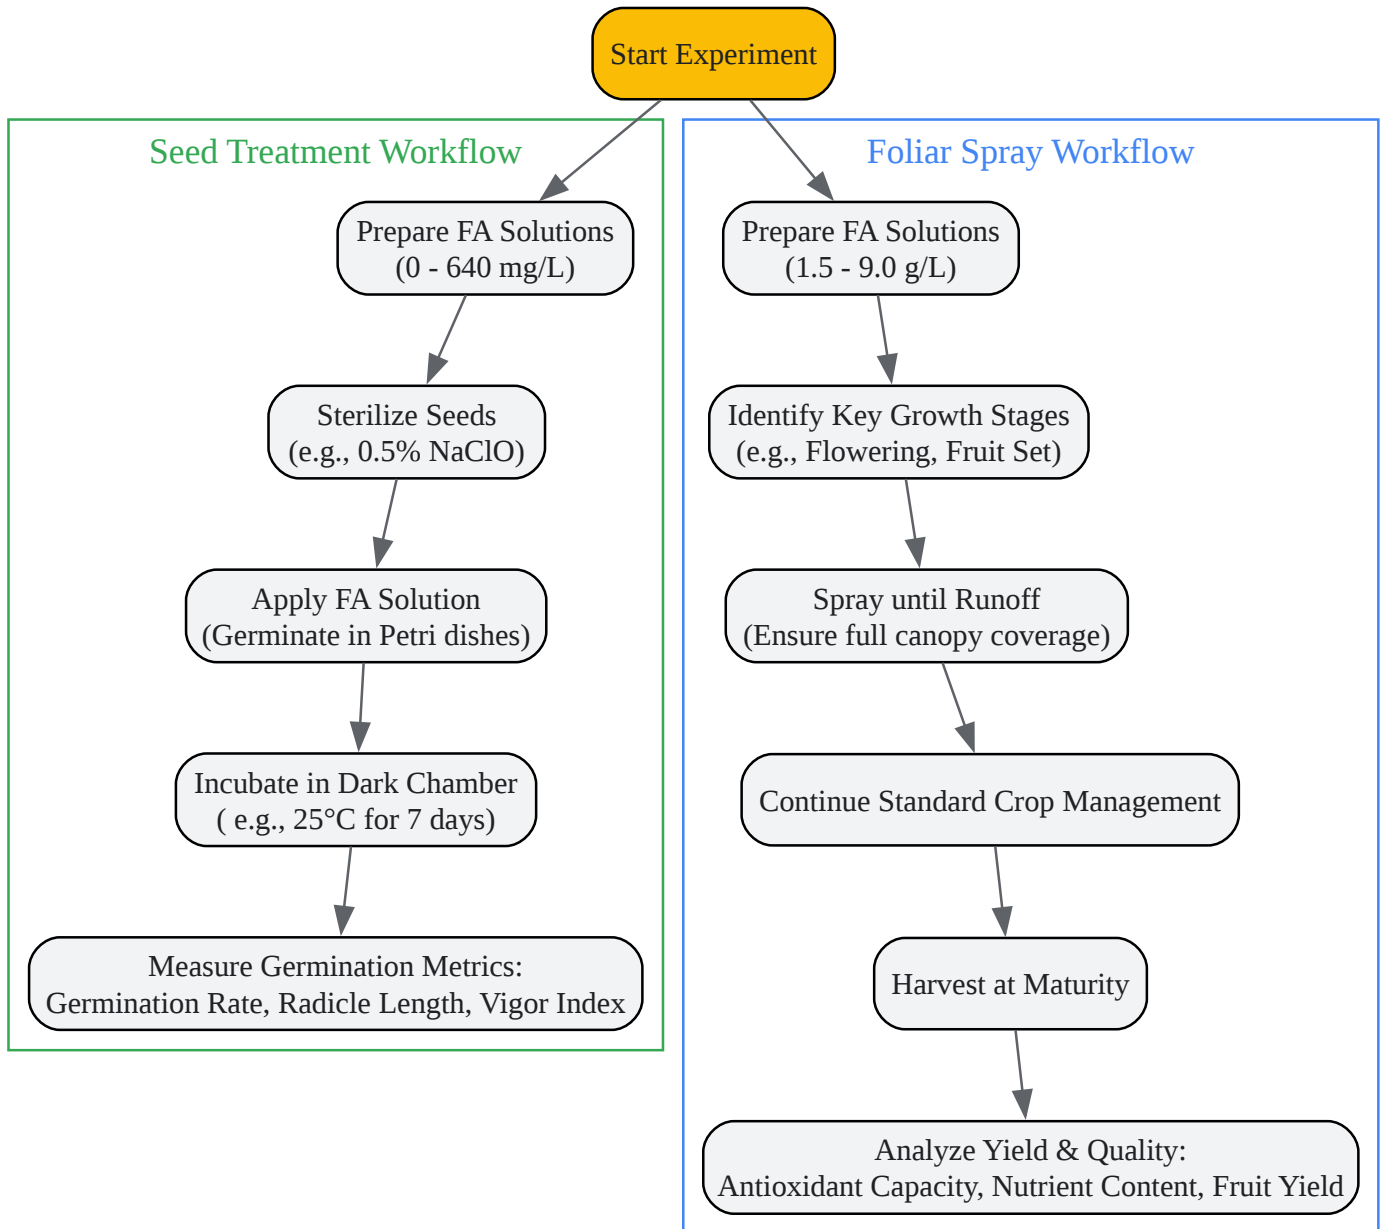 Start Experiment
Seed Treatment Workflow
Prepare FA Solutions
(0 - 640 mg/L)
Sterilize Seeds
(e.g., 0.5% NaClO)
Apply FA Solution
(Germinate in Petri dishes)
Incubate in Dark Chamber
( e.g., 25°C for 7 days)
Measure Germination Metrics:
Germination Rate, Radicle Length, Vigor Index
Foliar Spray Workflow
Prepare FA Solutions
(1.5 - 9.0 g/L)
Identify Key Growth Stages
(e.g., Flowering, Fruit Set)
Spray until Runoff
(Ensure full canopy coverage)
Continue Standard Crop Management
Harvest at Maturity
Analyze Yield & Quality:
Antioxidant Capacity, Nutrient Content, Fruit Yield